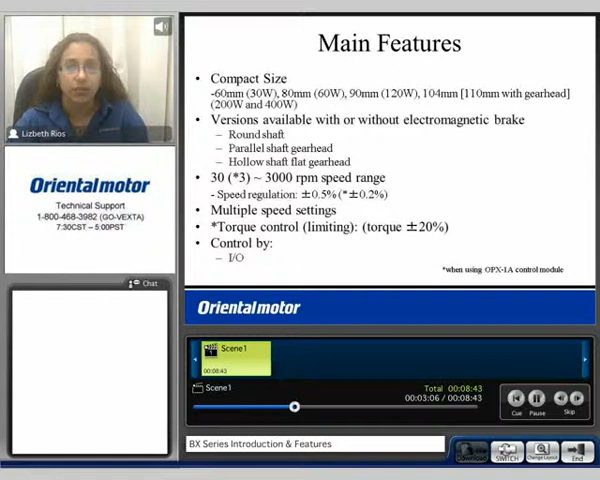 Lizbeth Rios
Orientalmotor
Technical Support
1-800-468-3982 (GO-VEXTA)
7:30CST – 5:00PST
Chat
Main Features
• Compact Size
-60mm (30W), 80mm (60W), 90mm (120W), 104mm [110mm with gearhead]
(200W and 400W)
• Versions available with or without electromagnetic brake
– Round shaft
– Parallel shaft gearhead
– Hollow shaft flat gearhead
• 30 (*3) ~ 3000 rpm speed range
- Speed regulation: ±0.5% (*±0.2%)
• Multiple speed settings
• *Torque control (limiting): (torque ±20%)
• Control by:
– I/O
*when using OPX-1A control module
Orientalmotor
1
Scene1
00:08:43
Scene1
Total 00:08:43
00:03:06 / 00:08:43
Cue
Pause
Skip
BX Series Introduction & Features
Download
SWITCH
Change Layout
End